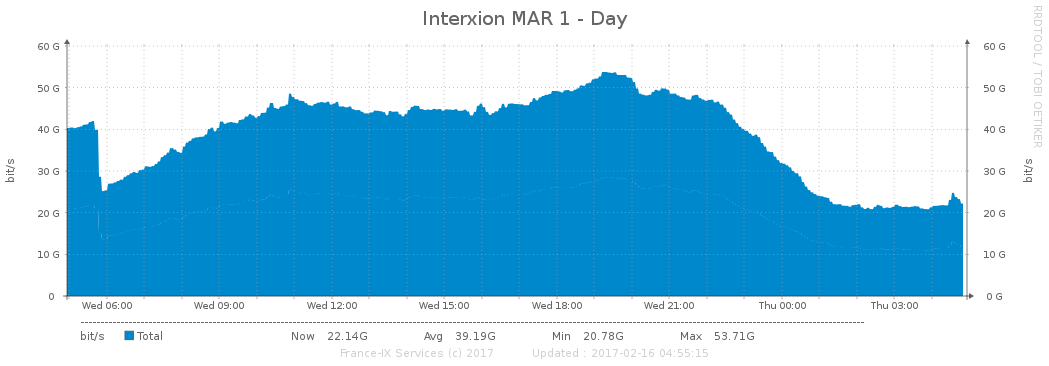 Interxion MAR 1 - Day
RRDTOOL / TOBI OETIKER
bit/s
60 G
50 G
40 G
30 G
20 G
10 G
0
60 G
50 G
40 G
30 G
20 G
10 G
0 G
bit/s
Wed 06:00 Wed 09:00 Wed 12:00 Wed 15:00 Wed 18:00 Wed 21:00 Thu 00:00 Thu 03:00
bit/s Total Now 22.14G Avg 39.19G Min 20.78G Max 53.71G
France-IX Services (c) 2017 Updated : 2017-02-16 04:55:15